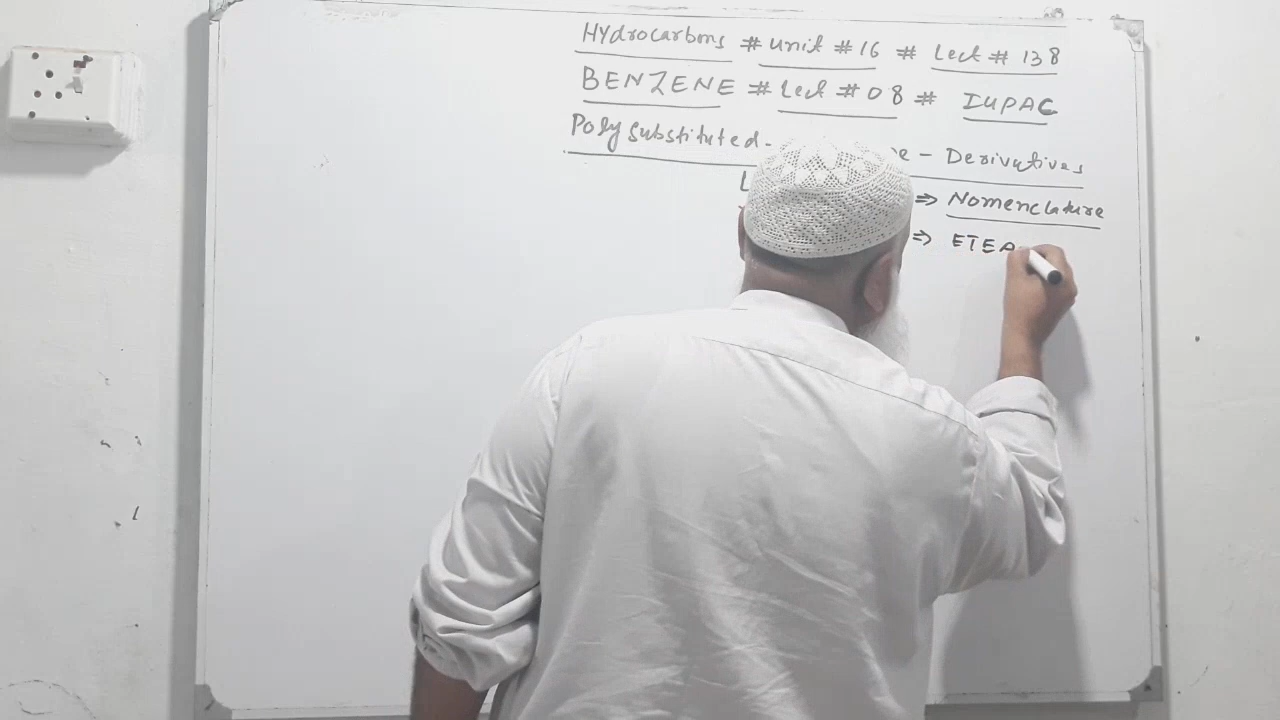 Hydrocarbons # Unit # 16 # Lect # 138
BENZENE # Lect # 08 # IUPAC
Poly substituted - Derivatives
⇒ Nomenclature
⇒ ETEA